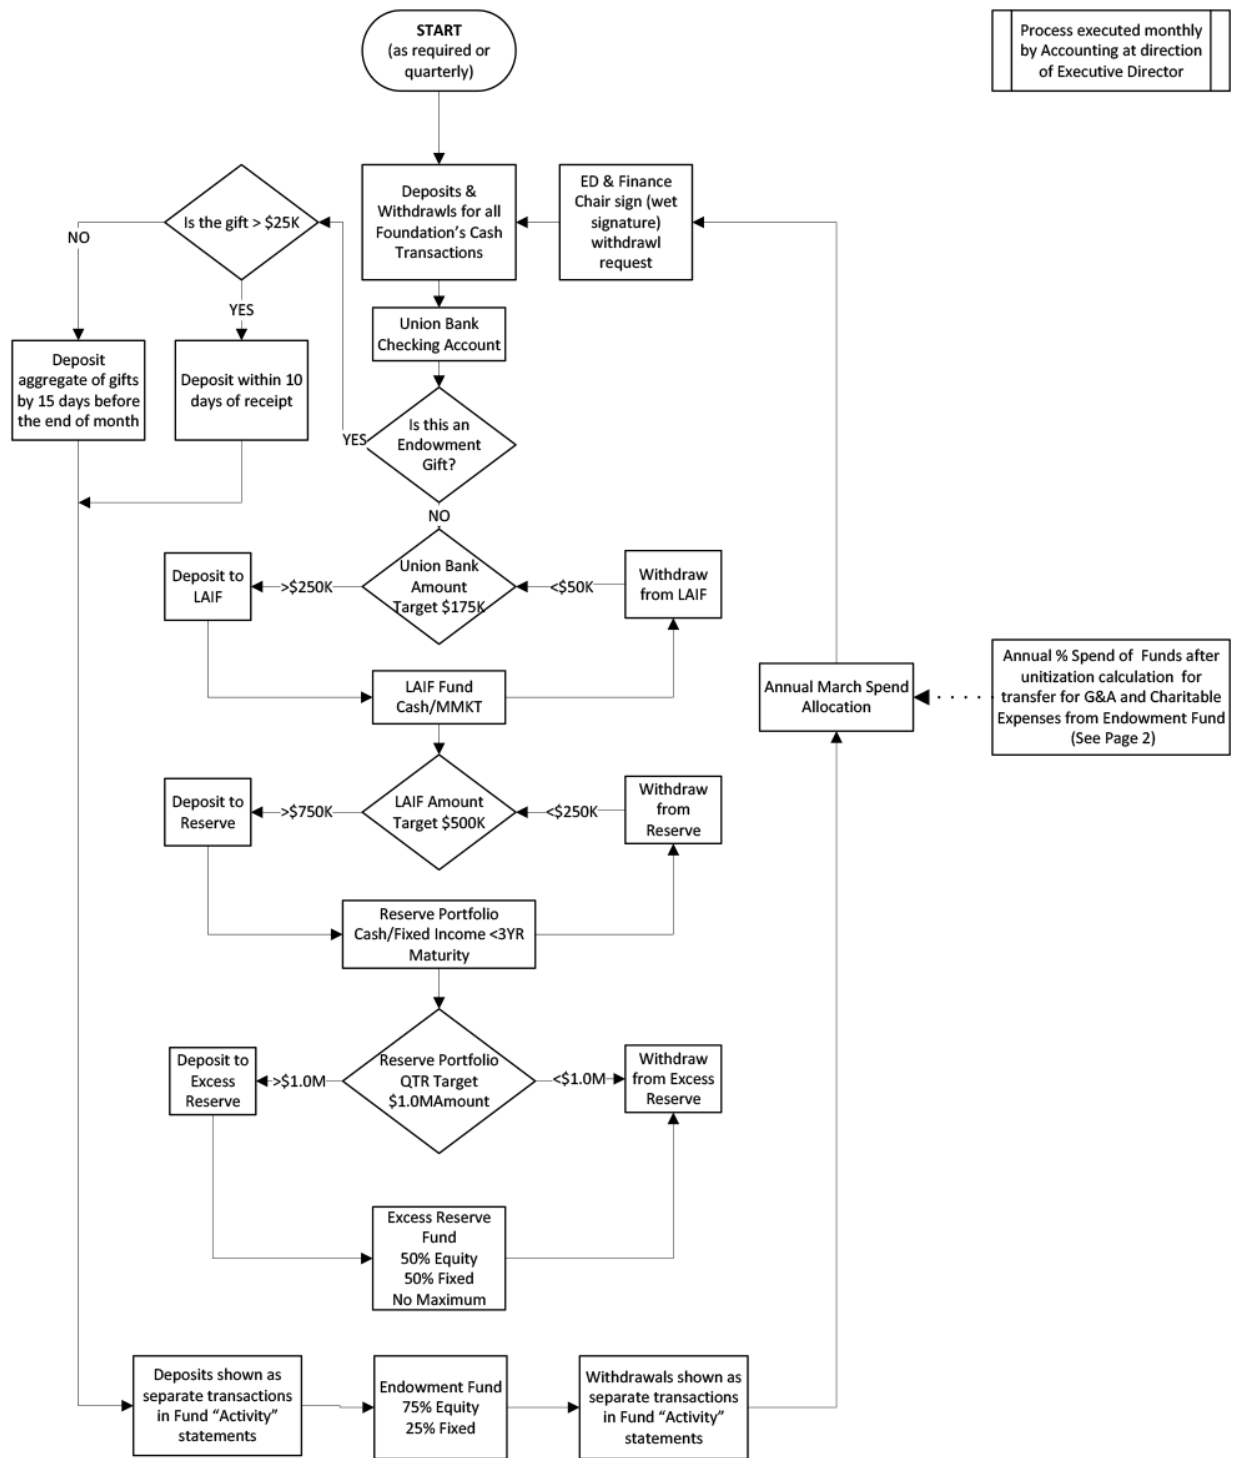 START
(as required or
quarterly)
Process executed monthly
by Accounting at direction
of Executive Director
Is the gift > $25K
Deposits &
Withdrawls for all
Foundation's Cash
Transactions
ED & Finance
Chair sign (wet
signature)
withdrawl
request
NO
YES
Union Bank
Checking Account
Deposit
aggregate of gifts
by 15 days before
the end of month
Deposit within 10
days of receipt
Is this an
Endowment
Gift?
YES
NO
Deposit to
LAIF
>$250K
Union Bank
Amount
Target $175K
<$50K
Withdraw
from LAIF
LAIF Fund
Cash/MMKT
Annual March Spend
Allocation
Annual % Spend of  Funds after
unitization calculation  for
transfer for G&A and Charitable
Expenses from Endowment Fund
(See Page 2)
Deposit to
Reserve
>$750K
LAIF Amount
Target $500K
<$250K
Withdraw
from
Reserve
Reserve Portfolio
Cash/Fixed Income <3YR
Maturity
Deposit to
Excess
Reserve
>$1.0M
Reserve Portfolio
QTR Target
$1.0MAmount
<$1.0M
Withdraw
from Excess
Reserve
Excess Reserve
Fund
50% Equity
50% Fixed
No Maximum
Deposits shown as
separate transactions
in Fund “Activity”
statements
Endowment Fund
75% Equity
25% Fixed
Withdrawals shown as
separate transactions
in Fund “Activity”
statements